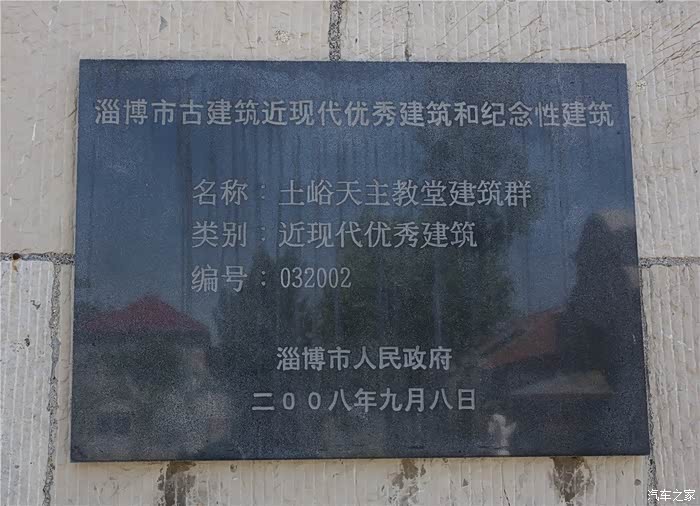 淄博市古建筑近现代优秀建筑和纪念性建筑
名称：土峪天主教堂建筑群
类别：近现代优秀建筑
编号：032002
淄博市人民政府
二００八年九月八日
汽车之家